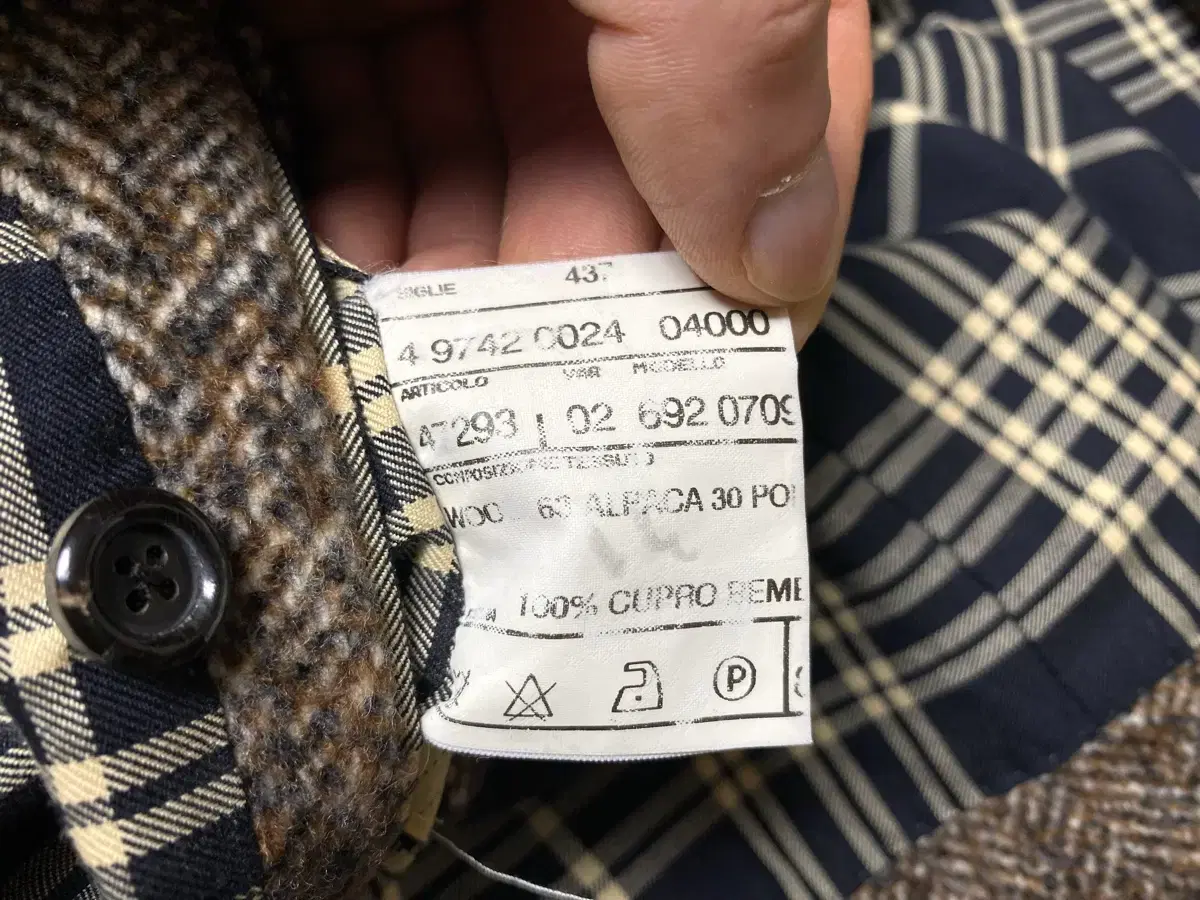 SIGLIE 437
4 9742 0024 04000
ARTICOLO VAR MODELLO
47293 02 692 0709
WOO 63 ALPACA 30 PO
100% CUPRO BEME
P